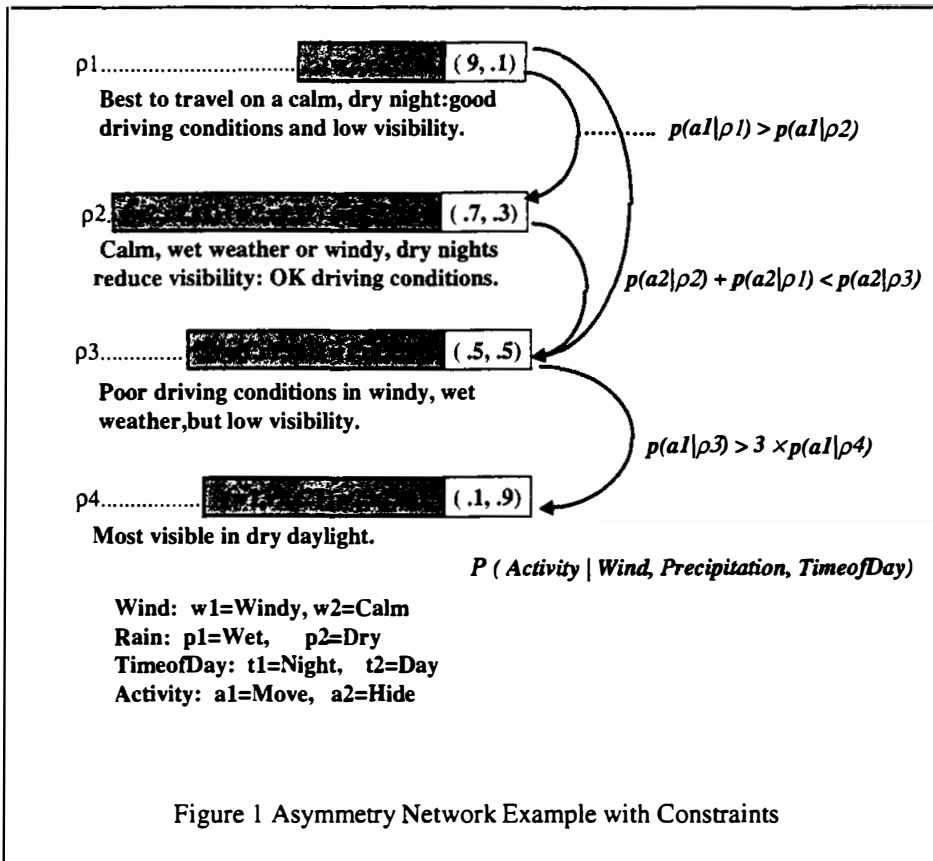 ρ1............................ ( 9, .1)
Best to travel on a calm, dry night:good
driving conditions and low visibility.
........... p(a1|ρ1) > p(a1|ρ2)
ρ2. ( .7, .3)
Calm, wet weather or windy, dry nights
reduce visibility: OK driving conditions.
p(a2|ρ2) + p(a2|ρ1) < p(a2|ρ3)
ρ3............ ( .5, .5)
Poor driving conditions in windy, wet
weather,but low visibility.
p(a1|ρ3) > 3 ×p(a1|ρ4)
ρ4.............. ( .1, .9)
Most visible in dry daylight.
P ( Activity | Wind, Precipitation, TimeofDay)
Wind: w1=Windy, w2=Calm
Rain: p1=Wet, p2=Dry
TimeofDay: t1=Night, t2=Day
Activity: a1=Move, a2=Hide
Figure 1 Asymmetry Network Example with Constraints